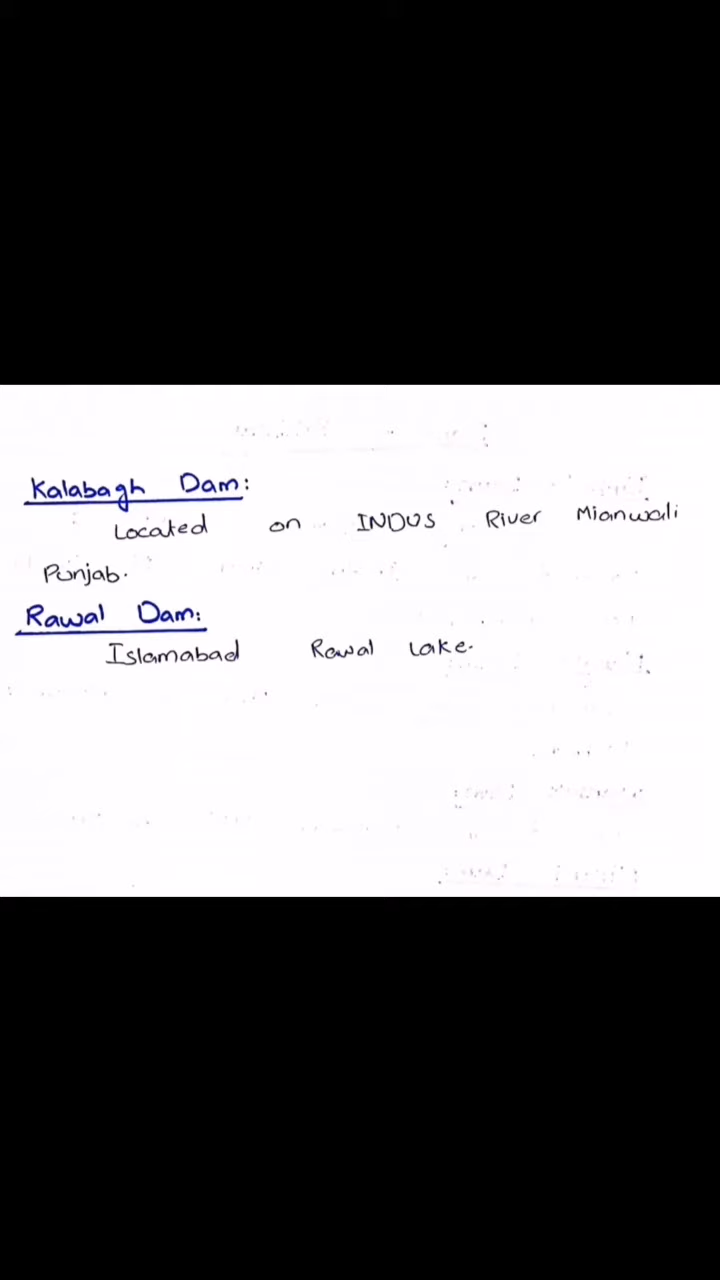 Kalabagh Dam:
Located on INDUS River Mianwali
Punjab.
Rawal Dam:
Islamabad Rawal Lake.